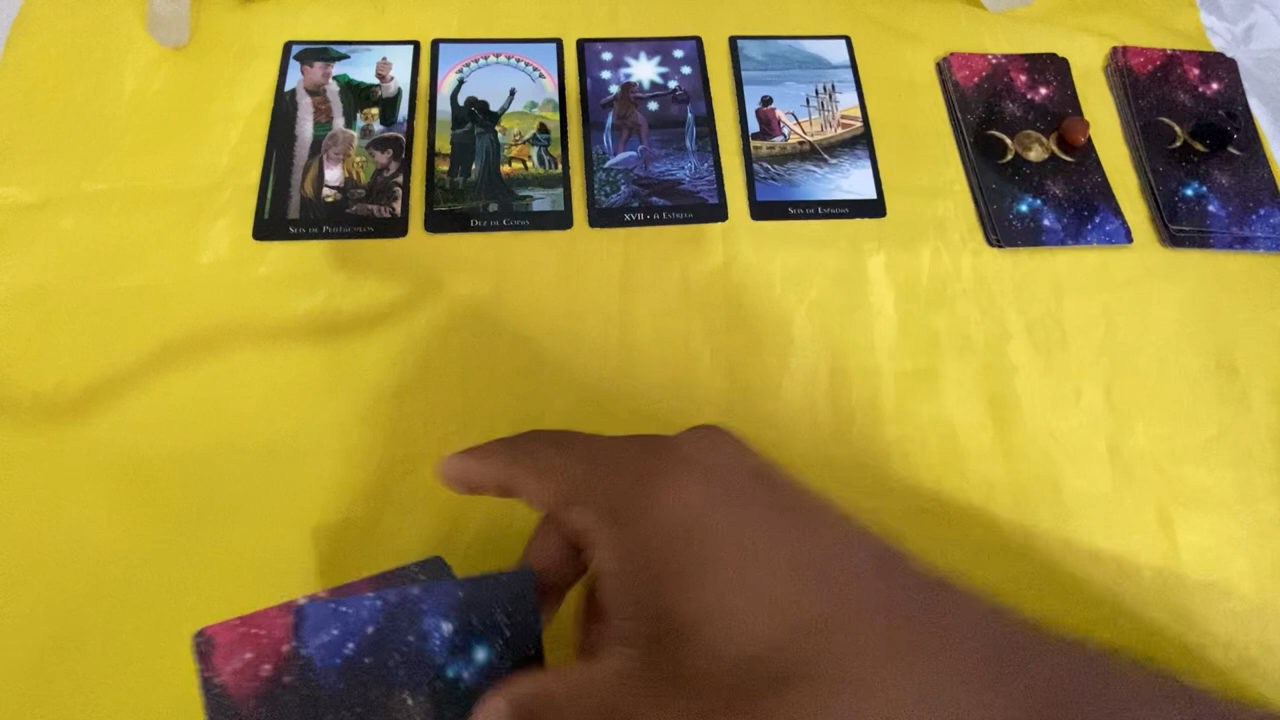 Seis de Pentáculos
Dez de Copas
XVII • A Estrela
Seis de Espadas